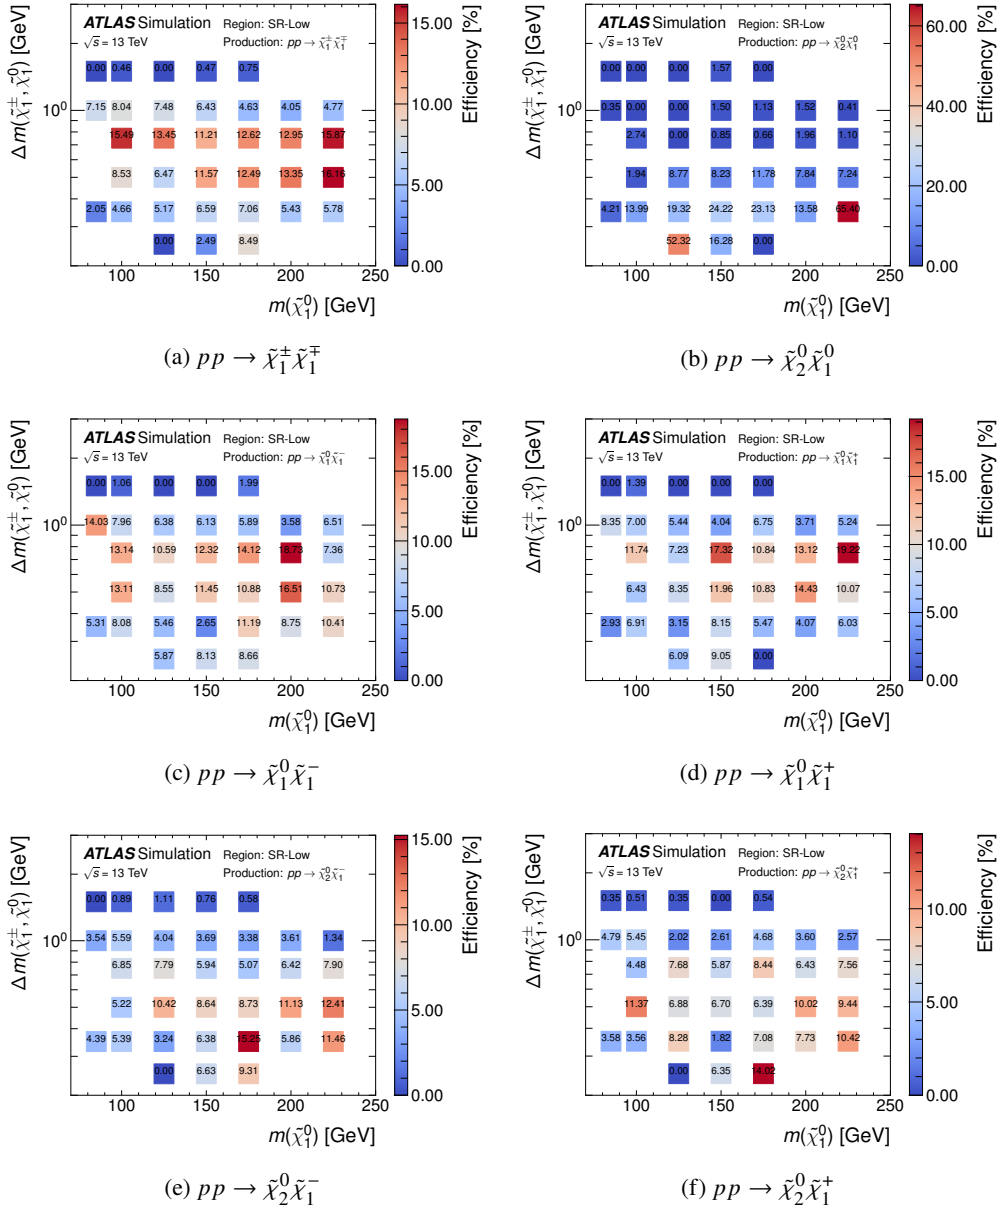 ATLAS Simulation Region: SR-Low
√s = 13 TeV Production: pp → χ̃₁^± χ̃₁^∓
Δ m(χ̃₁^±, χ̃₁⁰) [GeV]
10⁰
0.00 0.46 0.00 0.47 0.75
7.15 8.04 7.48 6.43 4.63 4.05 4.77
15.49 13.45 11.21 12.62 12.95 15.87
8.53 6.47 11.57 12.49 13.35 16.16
2.05 4.66 5.17 6.59 7.06 5.43 5.78
0.00 2.49 8.49
100 150 200 250
m(χ̃₁⁰) [GeV]
15.00
10.00
5.00
0.00
Efficiency [%]
(a) pp → χ̃₁^± χ̃₁^∓
ATLAS Simulation Region: SR-Low
√s = 13 TeV Production: pp → χ̃₂⁰ χ̃₁⁰
Δ m(χ̃₁^±, χ̃₁⁰) [GeV]
10⁰
0.00 0.00 0.00 1.57 0.00
0.35 0.00 0.00 1.50 1.13 1.52 0.41
2.74 0.00 0.85 0.66 1.96 1.10
1.94 8.77 8.23 11.78 7.84 7.24
4.21 13.99 19.32 24.22 23.13 13.58 65.40
52.32 16.28 0.00
100 150 200 250
m(χ̃₁⁰) [GeV]
60.00
40.00
20.00
0.00
Efficiency [%]
(b) pp → χ̃₂⁰ χ̃₁⁰
ATLAS Simulation Region: SR-Low
√s = 13 TeV Production: pp → χ̃₁⁰ χ̃₁⁻
Δ m(χ̃₁^±, χ̃₁⁰) [GeV]
10⁰
0.00 1.06 0.00 0.00 1.99
14.03 7.96 6.38 6.13 5.89 3.58 6.51
13.14 10.59 12.32 14.12 18.73 7.36
13.11 8.55 11.45 10.88 16.51 10.73
5.31 8.08 5.46 2.65 11.19 8.75 10.41
5.87 8.13 8.66
100 150 200 250
m(χ̃₁⁰) [GeV]
15.00
10.00
5.00
0.00
Efficiency [%]
(c) pp → χ̃₁⁰ χ̃₁⁻
ATLAS Simulation Region: SR-Low
√s = 13 TeV Production: pp → χ̃₁⁰ χ̃₁⁺
Δ m(χ̃₁^±, χ̃₁⁰) [GeV]
10⁰
0.00 1.39 0.00 0.00 0.00
8.35 7.00 5.44 4.04 6.75 3.71 5.24
11.74 7.23 17.32 10.84 13.12 19.22
6.43 8.35 11.96 10.83 14.43 10.07
2.93 6.91 3.15 8.15 5.47 4.07 6.03
6.09 9.05 0.00
100 150 200 250
m(χ̃₁⁰) [GeV]
15.00
10.00
5.00
0.00
Efficiency [%]
(d) pp → χ̃₁⁰ χ̃₁⁺
ATLAS Simulation Region: SR-Low
√s = 13 TeV Production: pp → χ̃₂⁰ χ̃₁⁻
Δ m(χ̃₁^±, χ̃₁⁰) [GeV]
10⁰
0.00 0.89 1.11 0.76 0.58
3.54 5.59 4.04 3.69 3.38 3.61 1.34
6.85 7.79 5.94 5.07 6.42 7.90
5.22 10.42 8.64 8.73 11.13 12.41
4.39 5.39 3.24 6.38 15.25 5.86 11.46
0.00 6.63 9.31
100 150 200 250
m(χ̃₁⁰) [GeV]
15.00
10.00
5.00
0.00
Efficiency [%]
(e) pp → χ̃₂⁰ χ̃₁⁻
ATLAS Simulation Region: SR-Low
√s = 13 TeV Production: pp → χ̃₂⁰ χ̃₁⁺
Δ m(χ̃₁^±, χ̃₁⁰) [GeV]
10⁰
0.35 0.51 0.35 0.00 0.54
4.79 5.45 2.02 2.61 4.68 3.60 2.57
4.48 7.68 5.87 8.44 6.43 7.56
11.37 6.88 6.70 6.39 10.02 9.44
3.58 3.56 8.28 1.82 7.08 7.73 10.42
0.00 6.35 14.02
100 150 200 250
m(χ̃₁⁰) [GeV]
10.00
5.00
0.00
Efficiency [%]
(f) pp → χ̃₂⁰ χ̃₁⁺